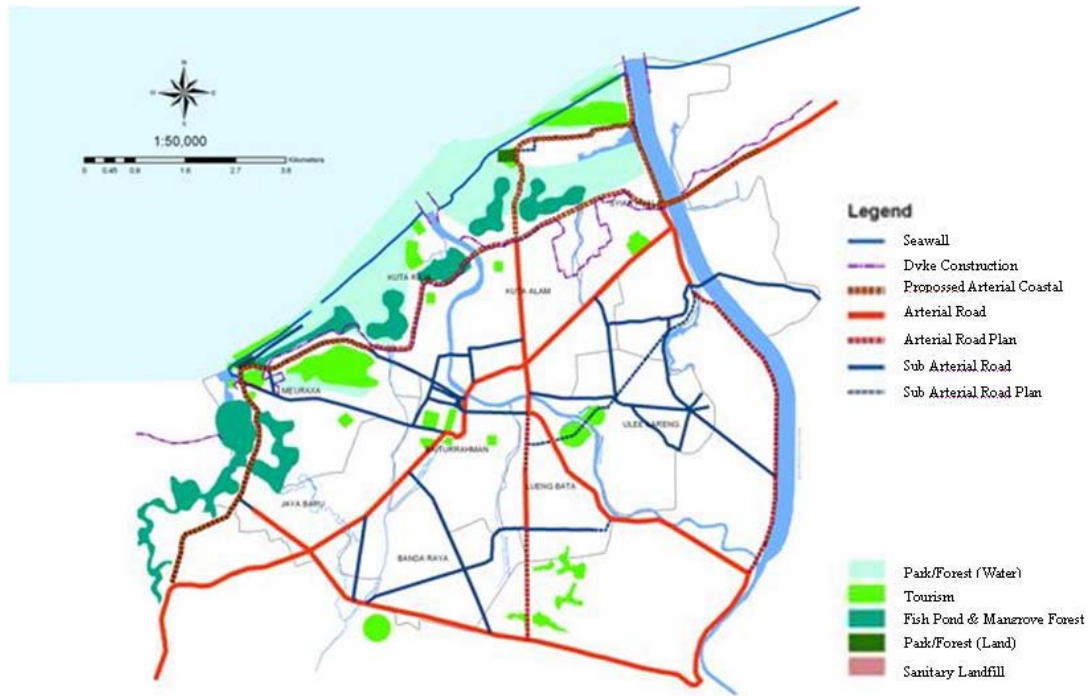 N
1:50,000
Kilometers
0 0.45 0.9 1.8 2.7 3.6
KUTA ALAM
MEURAXA
BAITURRAHMAN
ULEE KARENG
JAYA BARU
LUENG BATA
BANDA RAYA
Legend
Seawall
Dyke Construction
Propossed Arterial Coastal
Arterial Road
Arterial Road Plan
Sub Arterial Road
Sub Arterial Road Plan
Park/Forest (Water)
Tourism
Fish Pond & Mangrove Forest
Park/Forest (Land)
Sanitary Landfill